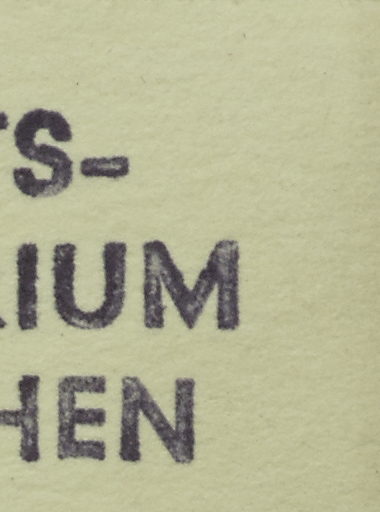 TS-
RIUM
HEN